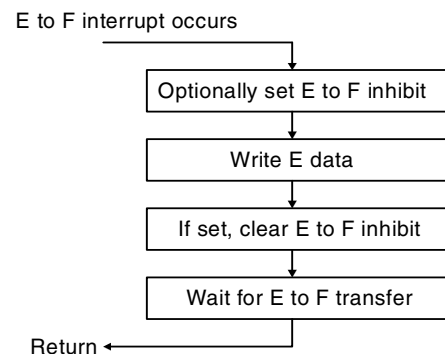 E to F interrupt occurs
Optionally set E to F inhibit
Write E data
If set, clear E to F inhibit
Wait for E to F transfer
Return